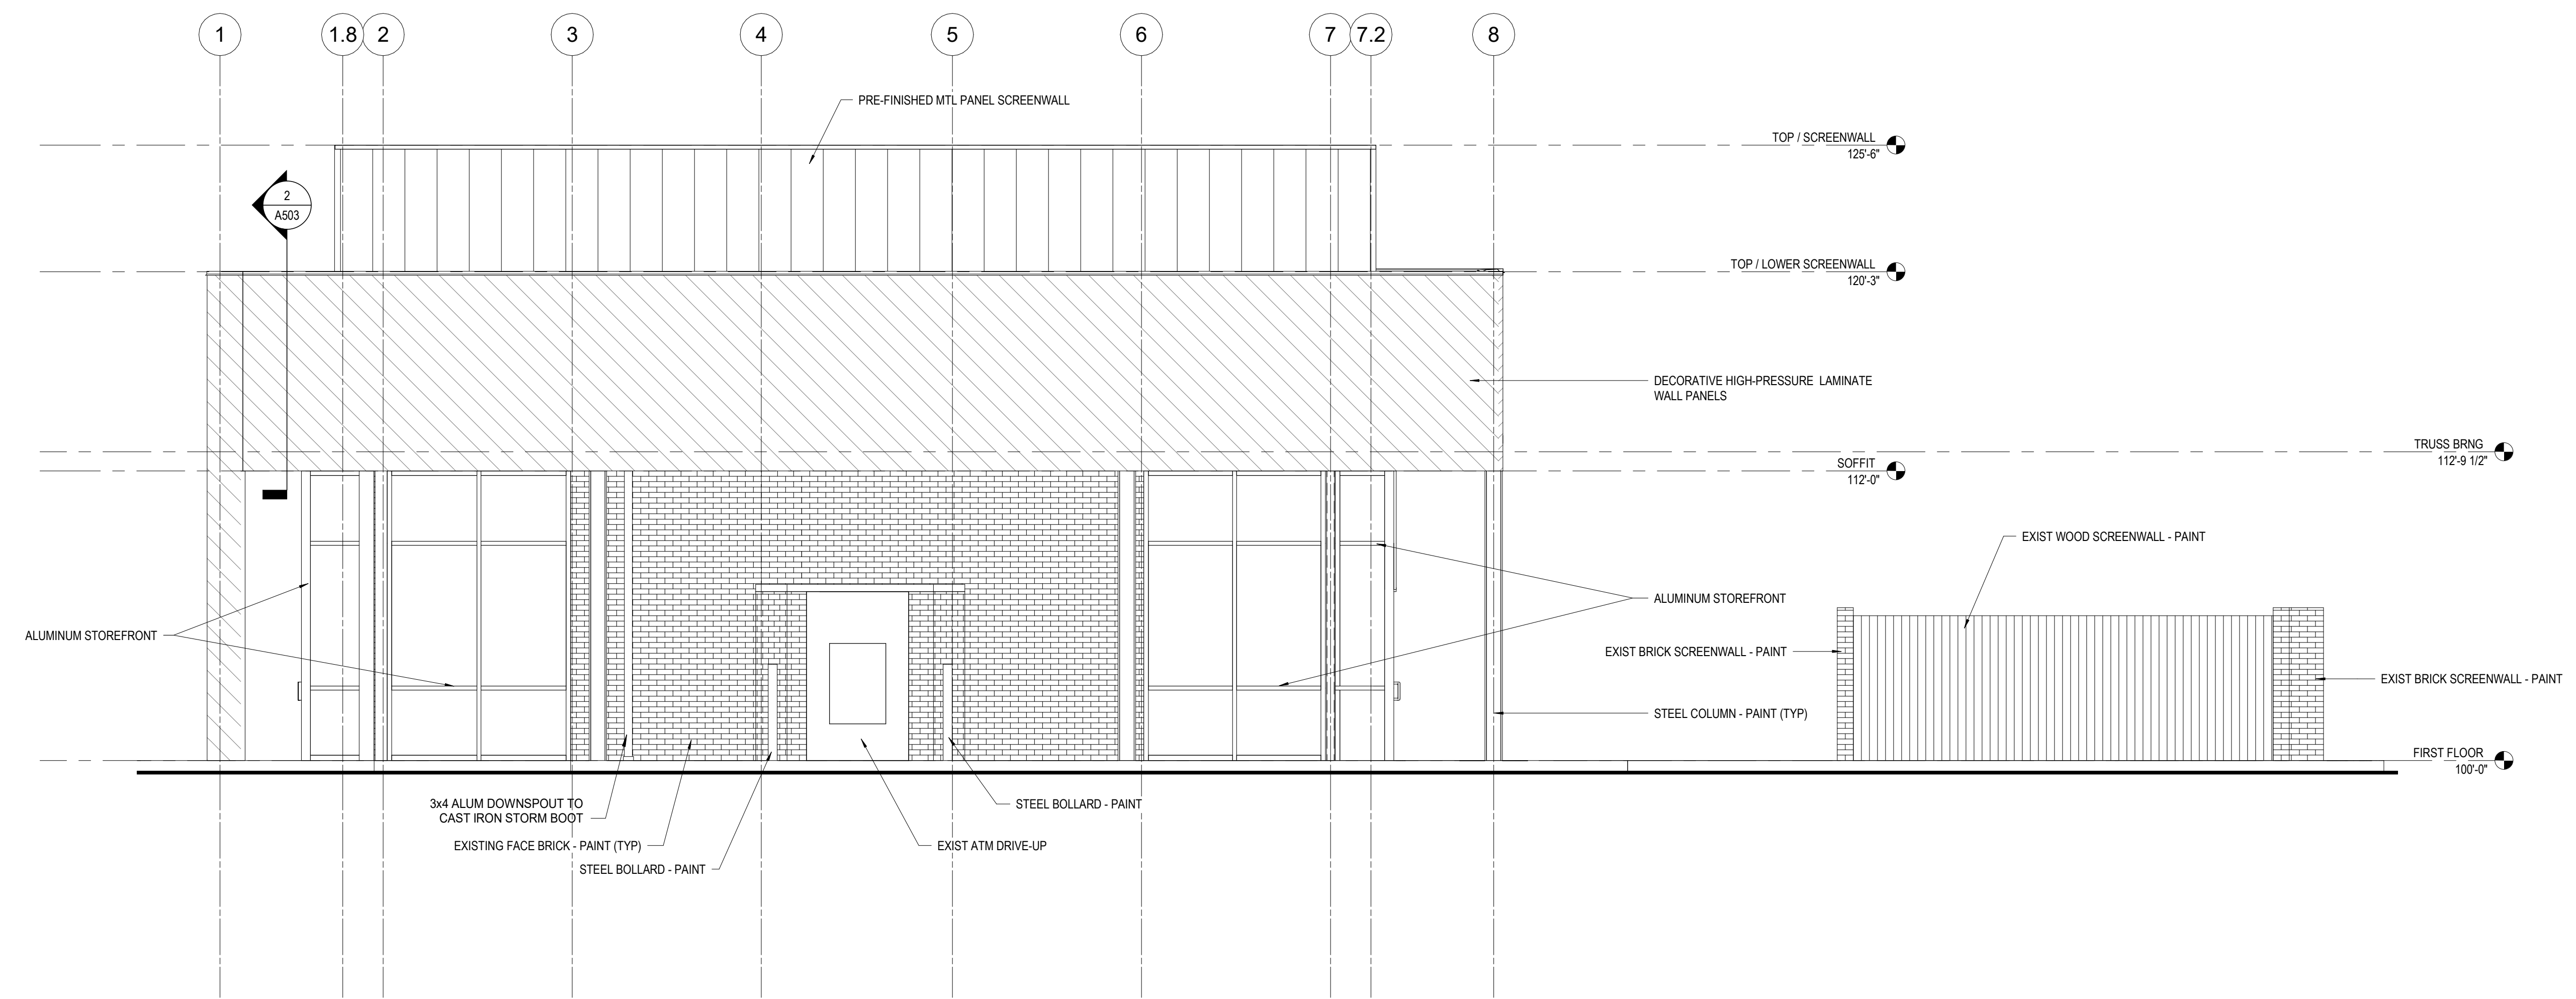 1
1.8
2
3
4
5
6
7
7.2
8
PRE-FINISHED MTL PANEL SCREENWALL
TOP / SCREENWALL
125'-6"
2
A503
TOP / LOWER SCREENWALL
120'-3"
DECORATIVE HIGH-PRESSURE LAMINATE
WALL PANELS
TRUSS BRNG
112'-9 1/2"
SOFFIT
112'-0"
EXIST WOOD SCREENWALL - PAINT
ALUMINUM STOREFRONT
ALUMINUM STOREFRONT
EXIST BRICK SCREENWALL - PAINT
EXIST BRICK SCREENWALL - PAINT
STEEL COLUMN - PAINT (TYP)
FIRST FLOOR
100'-0"
3x4 ALUM DOWNSPOUT TO
CAST IRON STORM BOOT
STEEL BOLLARD - PAINT
EXISTING FACE BRICK - PAINT (TYP)
EXIST ATM DRIVE-UP
STEEL BOLLARD - PAINT